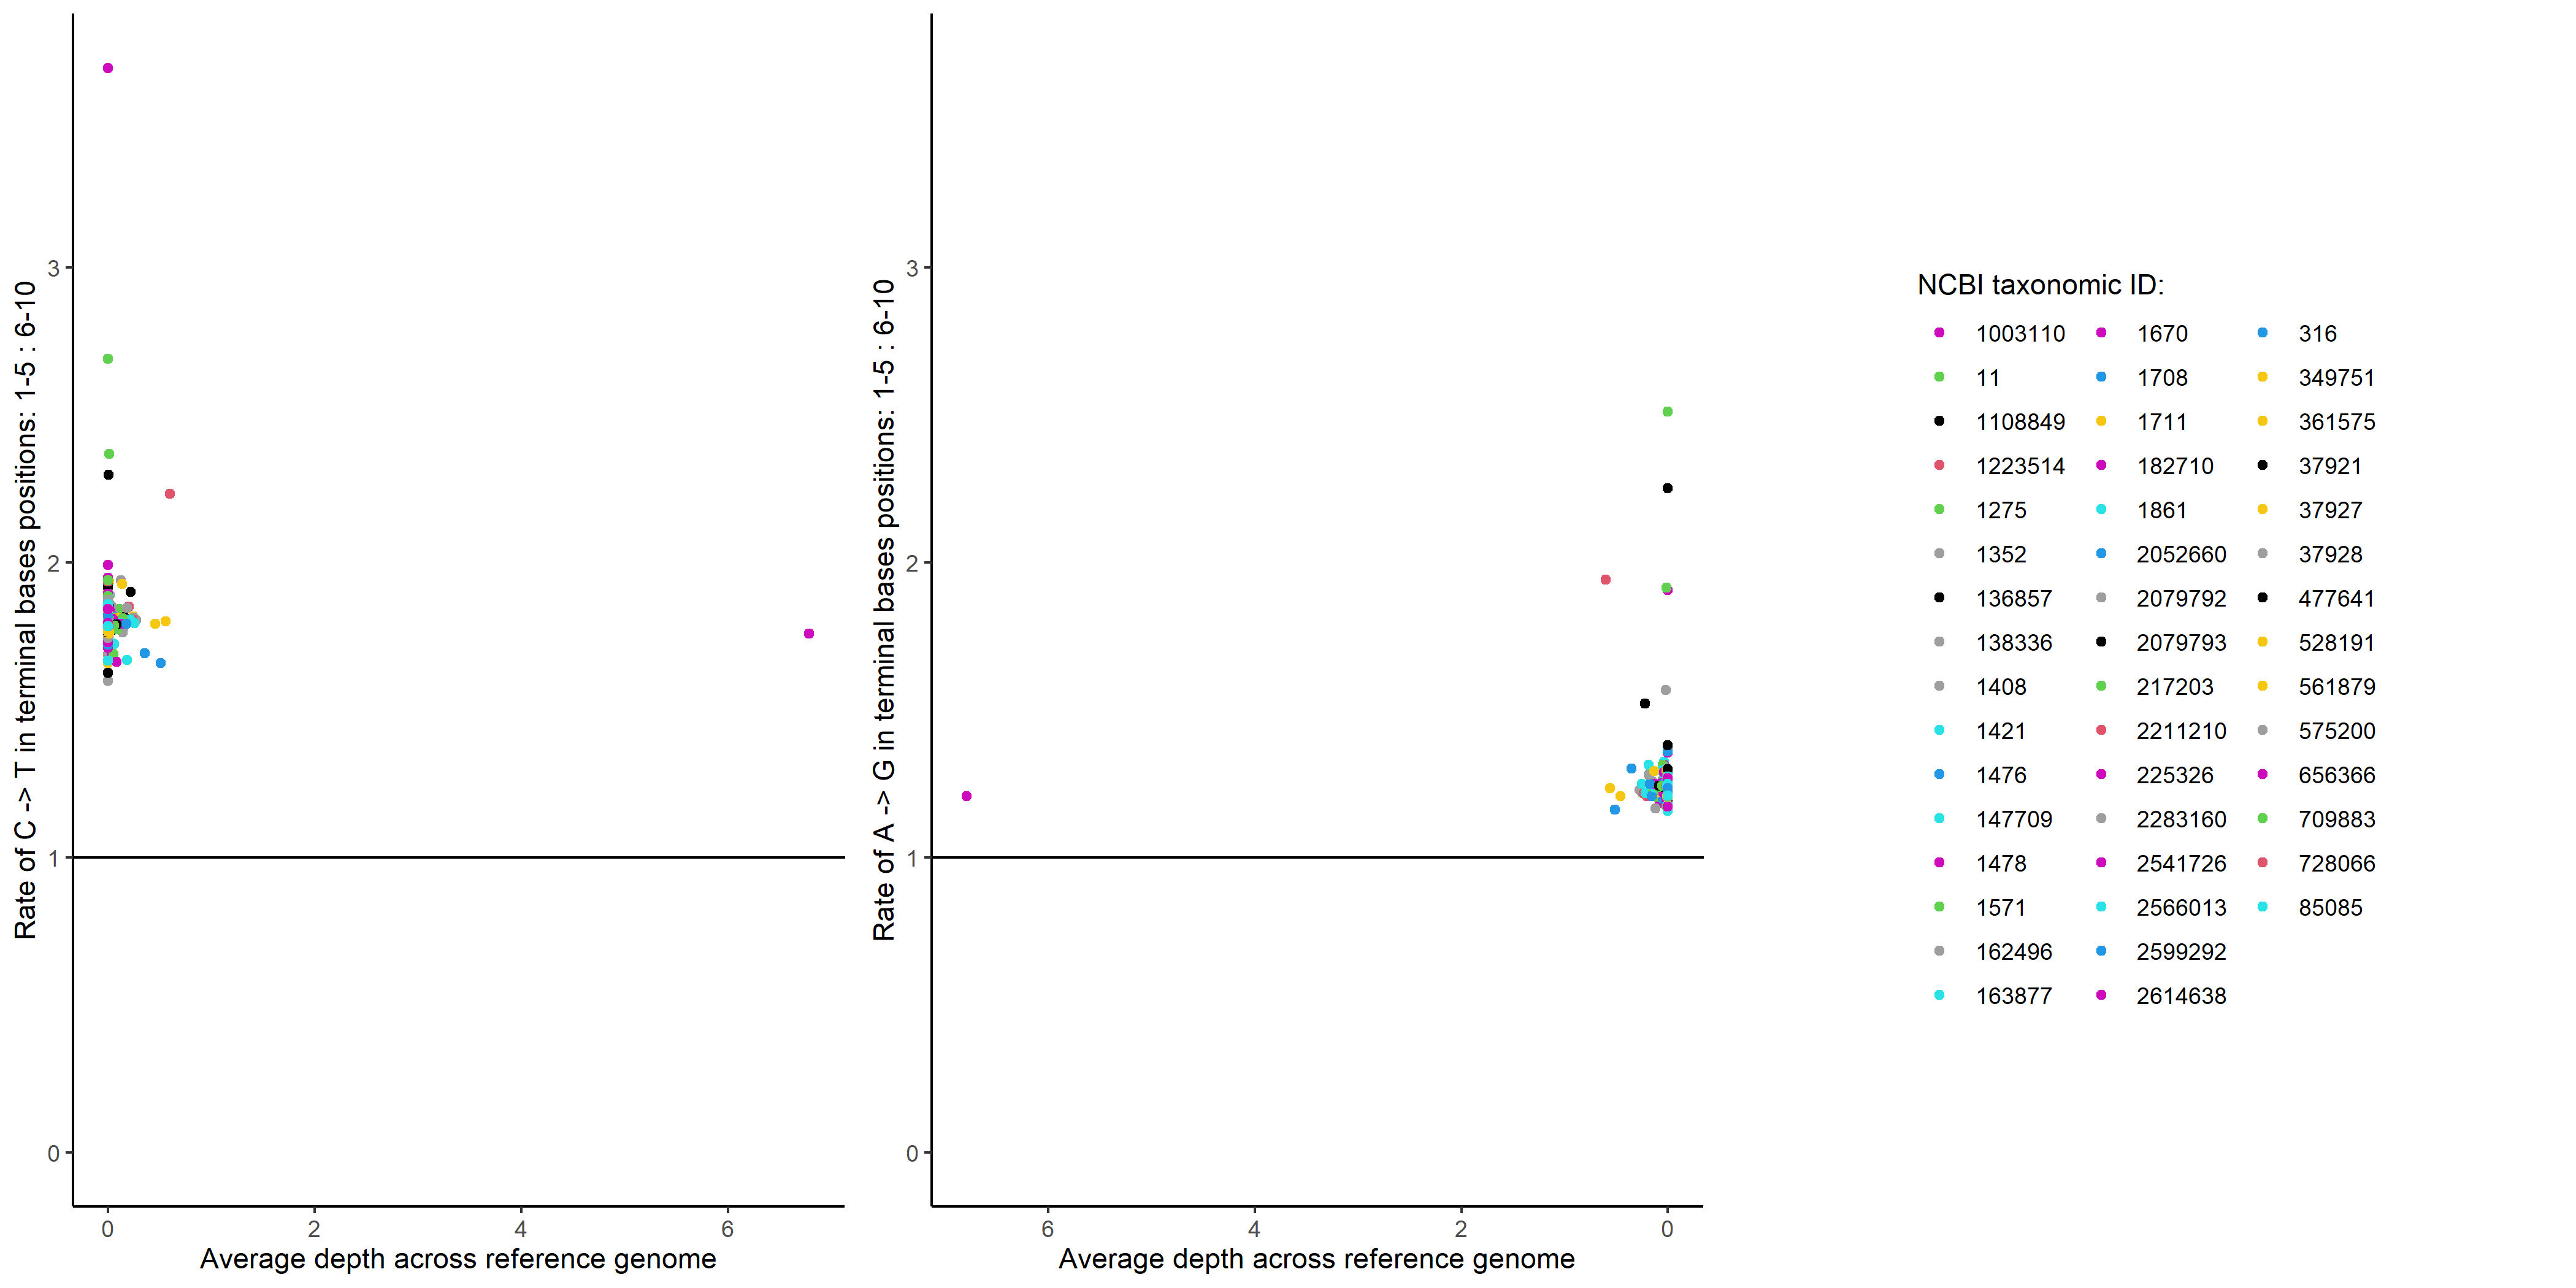 Rate of C -> T in terminal bases positions: 1-5 : 6-10
3
2
1
0
0 2 4 6
Average depth across reference genome
Rate of A -> G in terminal bases positions: 1-5 : 6-10
3
2
1
0
6 4 2 0
Average depth across reference genome
NCBI taxonomic ID:
1003110 1670 316
11 1708 349751
1108849 1711 361575
1223514 182710 37921
1275 1861 37927
1352 2052660 37928
136857 2079792 477641
138336 2079793 528191
1408 217203 561879
1421 2211210 575200
1476 225326 656366
147709 2283160 709883
1478 2541726 728066
1571 2566013 85085
162496 2599292
163877 2614638